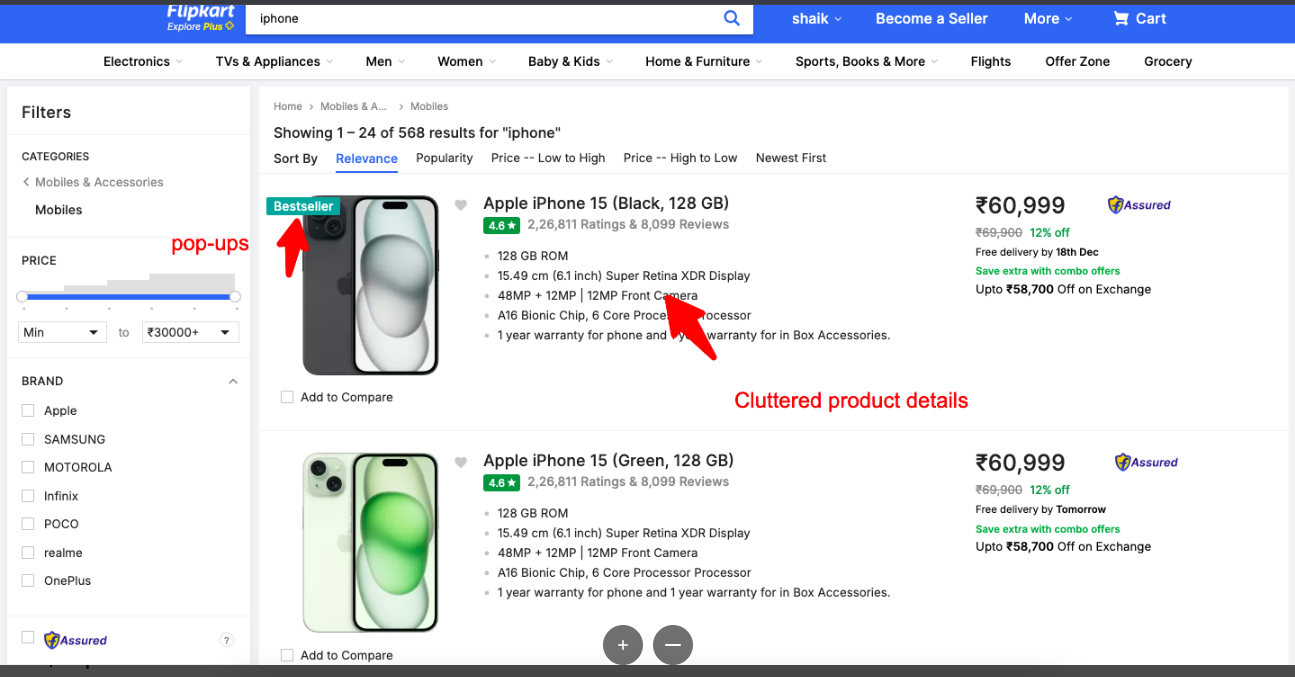 Flipkart
Explore Plus
iphone
shaik
Become a Seller
More
Cart
Electronics
TVs & Appliances
Men
Women
Baby & Kids
Home & Furniture
Sports, Books & More
Flights
Offer Zone
Grocery
Filters
CATEGORIES
Mobiles & Accessories
Mobiles
pop-ups
PRICE
Min
to
₹30000+
BRAND
Apple
SAMSUNG
MOTOROLA
Infinix
POCO
realme
OnePlus
Assured
?
Home > Mobiles & A... > Mobiles
Showing 1 – 24 of 568 results for "iphone"
Sort By Relevance Popularity Price -- Low to High Price -- High to Low Newest First
Bestseller
Apple iPhone 15 (Black, 128 GB)
4.6★ 2,26,811 Ratings & 8,099 Reviews
128 GB ROM
15.49 cm (6.1 inch) Super Retina XDR Display
48MP + 12MP | 12MP Front Camera
A16 Bionic Chip, 6 Core Processor Processor
1 year warranty for phone and 1 year warranty for in Box Accessories.
₹60,999
Assured
₹69,900 12% off
Free delivery by 18th Dec
Save extra with combo offers
Upto ₹58,700 Off on Exchange
Add to Compare
Cluttered product details
Apple iPhone 15 (Green, 128 GB)
4.6★ 2,26,811 Ratings & 8,099 Reviews
128 GB ROM
15.49 cm (6.1 inch) Super Retina XDR Display
48MP + 12MP | 12MP Front Camera
A16 Bionic Chip, 6 Core Processor Processor
1 year warranty for phone and 1 year warranty for in Box Accessories.
₹60,999
Assured
₹69,900 12% off
Free delivery by Tomorrow
Save extra with combo offers
Upto ₹58,700 Off on Exchange
Add to Compare